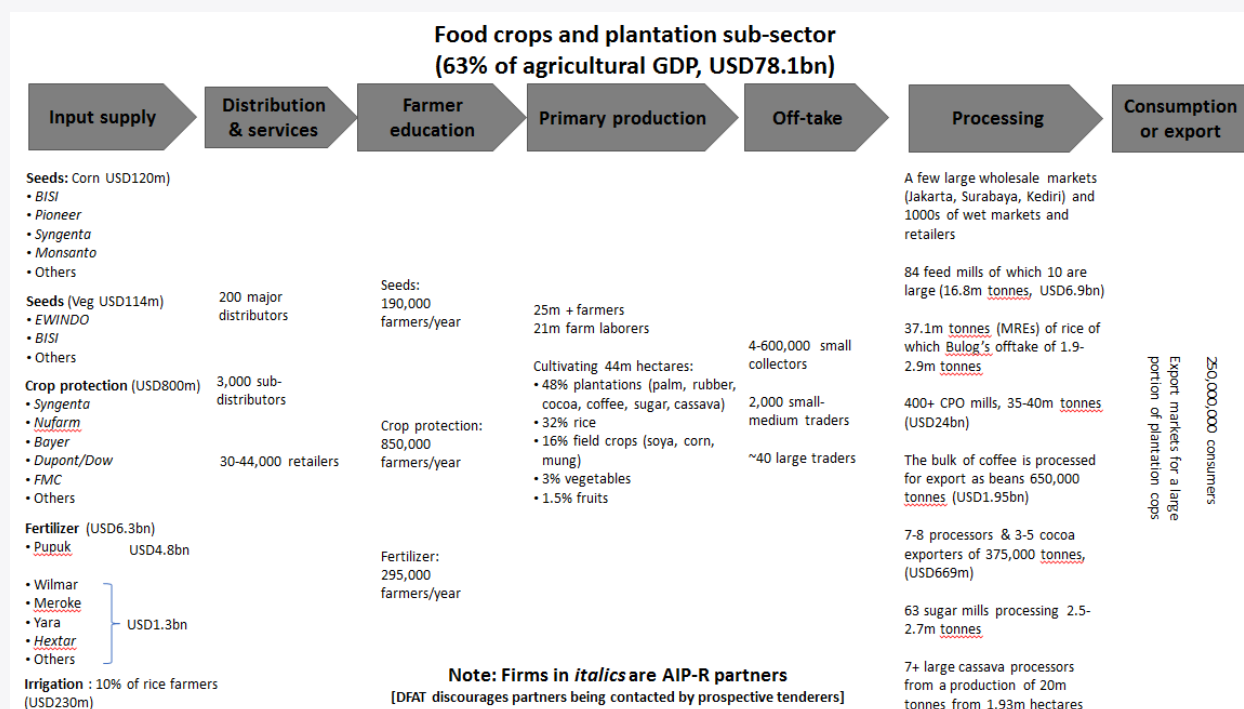 Food crops and plantation sub-sector
(63% of agricultural GDP, USD78.1bn)
Input supply
Distribution
& services
Farmer
education
Primary production
Off-take
Processing
Consumption
or export
Seeds: Corn USD120m)
• BISI
• Pioneer
• Syngenta
• Monsanto
• Others
Seeds (Veg USD114m)
• EWINDO
• BISI
• Others
Crop protection (USD800m)
• Syngenta
• Nufarm
• Bayer
• Dupont/Dow
• FMC
• Others
Fertilizer (USD6.3bn)
• Pupuk USD4.8bn
• Wilmar
• Meroke
• Yara
• Hextar
• Others
USD1.3bn
Irrigation : 10% of rice farmers
(USD230m)
200 major
distributors
3,000 sub-
distributors
30-44,000 retailers
Seeds:
190,000
farmers/year
Crop protection:
850,000
farmers/year
Fertilizer:
295,000
farmers/year
25m + farmers
21m farm laborers
Cultivating 44m hectares:
• 48% plantations (palm, rubber,
cocoa, coffee, sugar, cassava)
• 32% rice
• 16% field crops (soya, corn,
mung)
• 3% vegetables
• 1.5% fruits
4-600,000 small
collectors
2,000 small-
medium traders
~40 large traders
A few large wholesale markets
(Jakarta, Surabaya, Kediri) and
1000s of wet markets and
retailers
84 feed mills of which 10 are
large (16.8m tonnes, USD6.9bn)
37.1m tonnes (MREs) of rice of
which Bulog's offtake of 1.9-
2.9m tonnes
400+ CPO mills, 35-40m tonnes
(USD24bn)
The bulk of coffee is processed
for export as beans 650,000
tonnes (USD1.95bn)
7-8 processors & 3-5 cocoa
exporters of 375,000 tonnes,
(USD669m)
63 sugar mills processing 2.5-
2.7m tonnes
7+ large cassava processors
from a production of 20m
tonnes from 1.93m hectares
250,000,000 consumers
Export markets for a large
portion of plantation cops
Note: Firms in italics are AIP-R partners
[DFAT discourages partners being contacted by prospective tenderers]